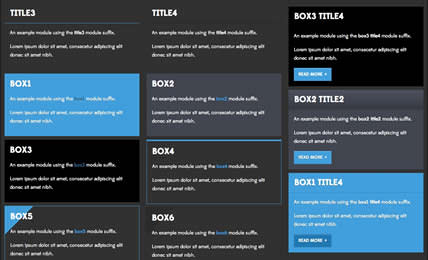 TITLE3
An example module using the title3 module suffix.
Lorem ipsum dolor sit amet, consecatur adipiscing elit
donec sit amet nibh.
BOX1
An example module using the box1 module suffix.
Lorem ipsum dolor sit amet, consecatur adipiscing elit
donec sit amet nibh.
BOX3
An example module using the box3 module suffix.
Lorem ipsum dolor sit amet, consecatur adipiscing elit
donec sit amet nibh.
BOX5
An example module using the box5 module suffix.
Lorem ipsum dolor sit amet, consecatur adipiscing elit
donec sit amet nibh.
TITLE4
An example module using the title4 module suffix.
Lorem ipsum dolor sit amet, consecatur adipiscing elit
donec sit amet nibh.
BOX2
An example module using the box2 module suffix.
Lorem ipsum dolor sit amet, consecatur adipiscing elit
donec sit amet nibh.
BOX4
An example module using the box4 module suffix.
Lorem ipsum dolor sit amet, consecatur adipiscing elit
donec sit amet nibh.
BOX6
An example module using the box6 module suffix.
Lorem ipsum dolor sit amet, consecatur adipiscing elit
donec sit amet nibh.
BOX3 TITLE4
An example module using the box3 title4 module suffix.
Lorem ipsum dolor sit amet, consecatur adipiscing elit
donec sit amet nibh.
READ MORE +
BOX2 TITLE2
An example module using the box2 title2 module suffix.
Lorem ipsum dolor sit amet, consecatur adipiscing elit
donec sit amet nibh.
READ MORE +
BOX1 TITLE4
An example module using the box1 title4 module suffix.
Lorem ipsum dolor sit amet, consecatur adipiscing elit
donec sit amet nibh.
READ MORE +